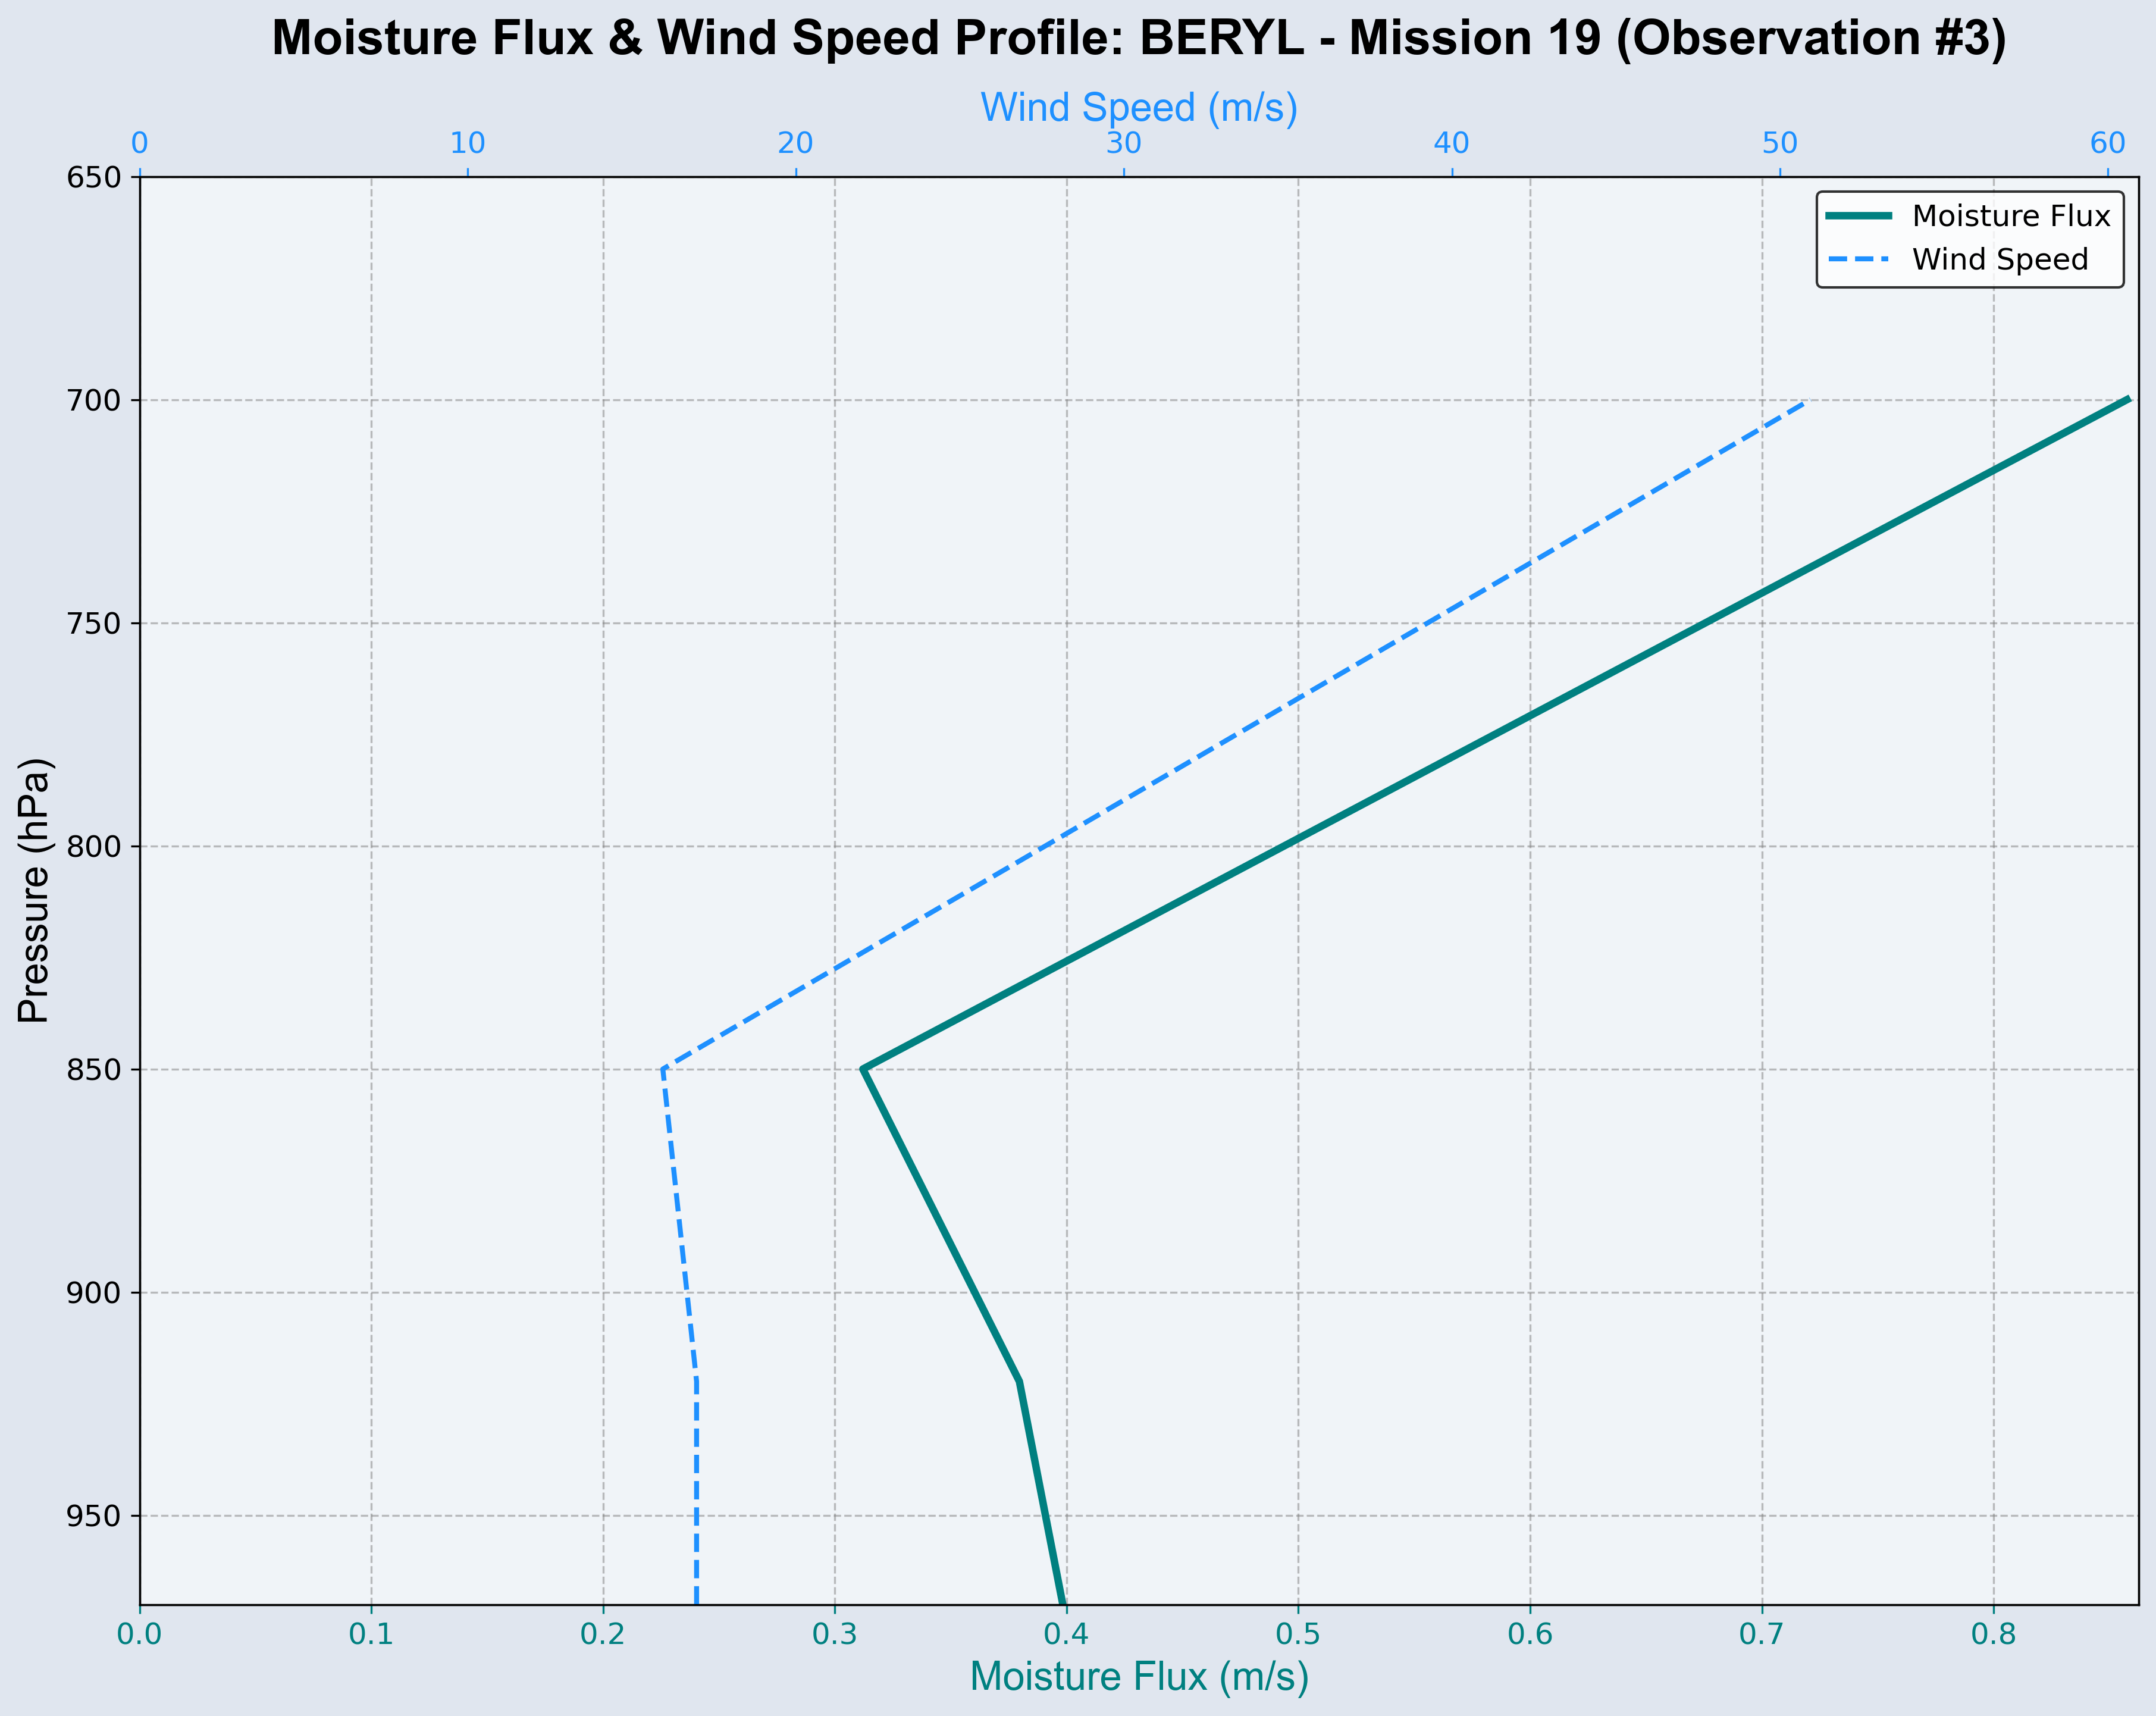 Moisture Flux & Wind Speed Profile: BERYL - Mission 19 (Observation #3)
Wind Speed (m/s)
0 10 20 30 40 50 60
Moisture Flux
Wind Speed
Pressure (hPa)
650
700
750
800
850
900
950
0.0 0.1 0.2 0.3 0.4 0.5 0.6 0.7 0.8
Moisture Flux (m/s)